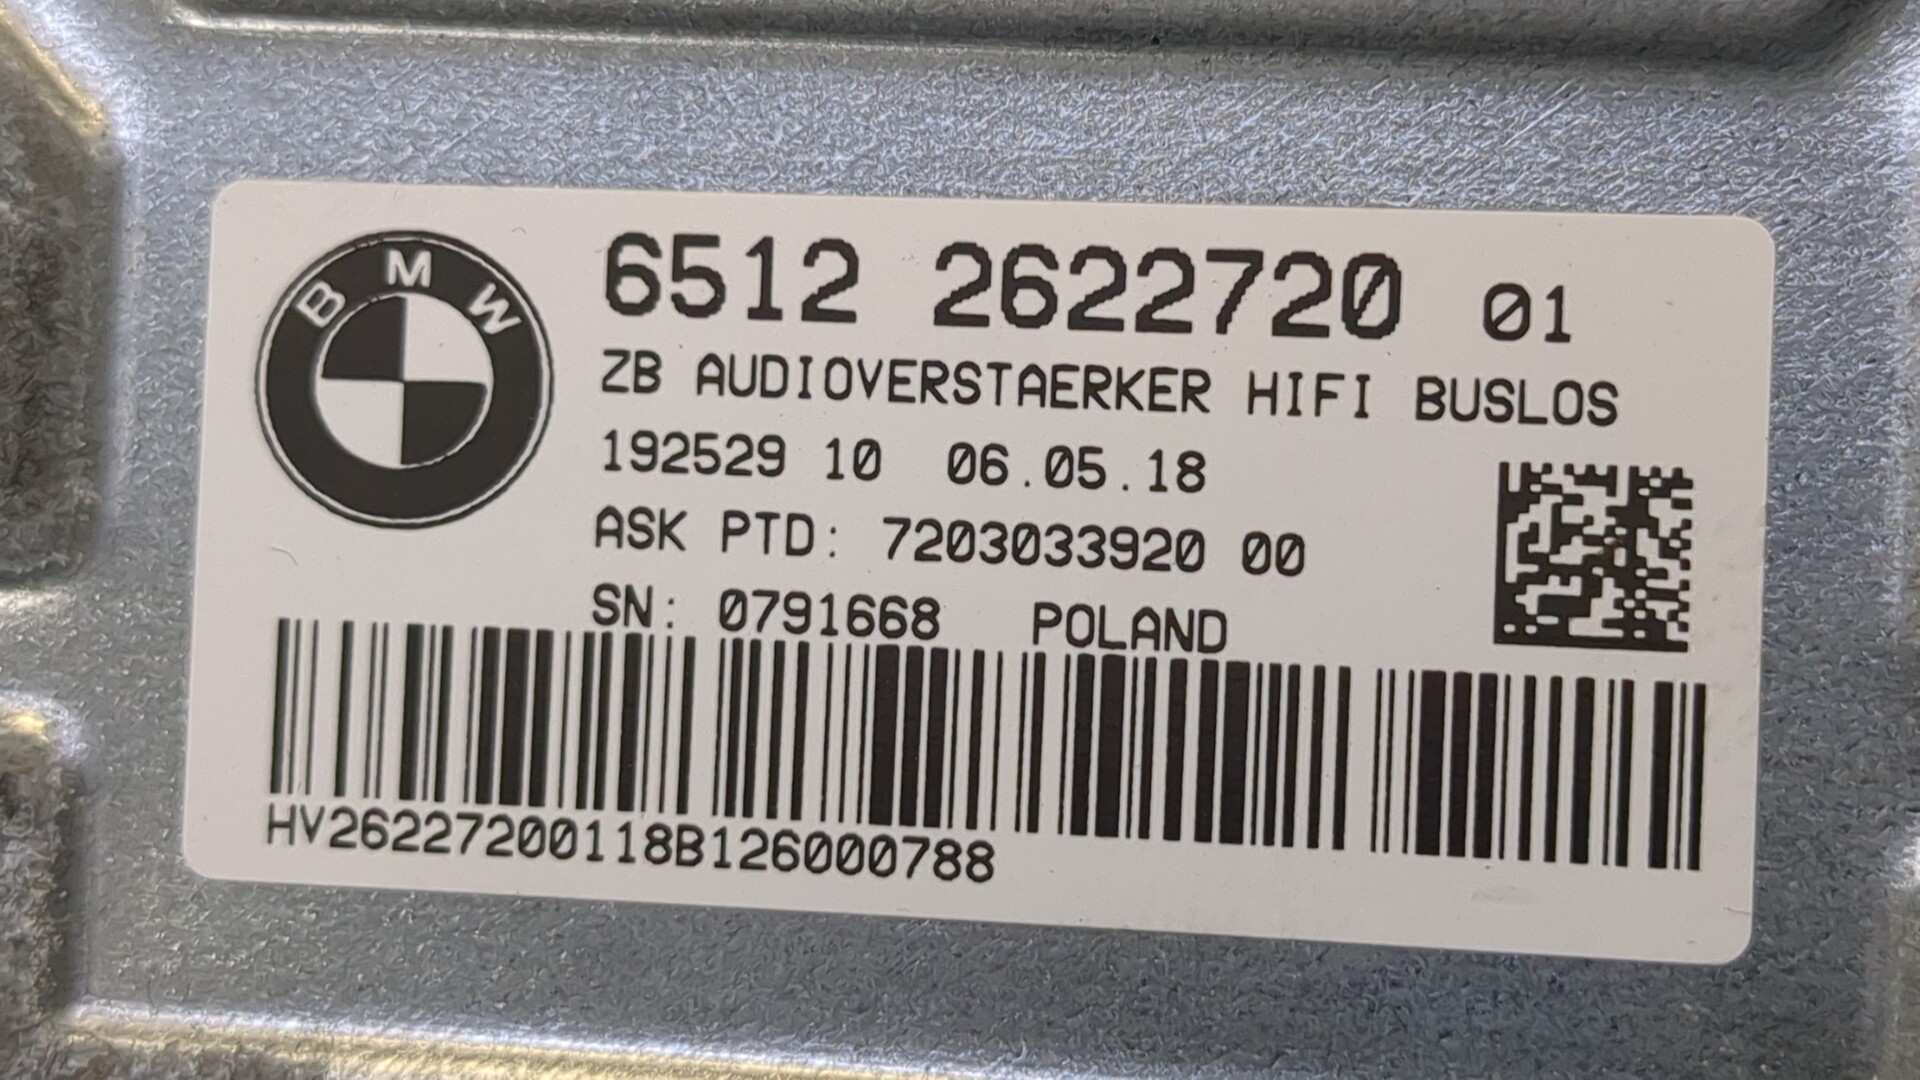 BMW
6512 2622720 01
ZB AUDIOVERSTAERKER HIFI BUSLOS
192529 10 06.05.18
ASK PTD: 7203033920 00
SN: 0791668 POLAND
HV26227200118B126000788